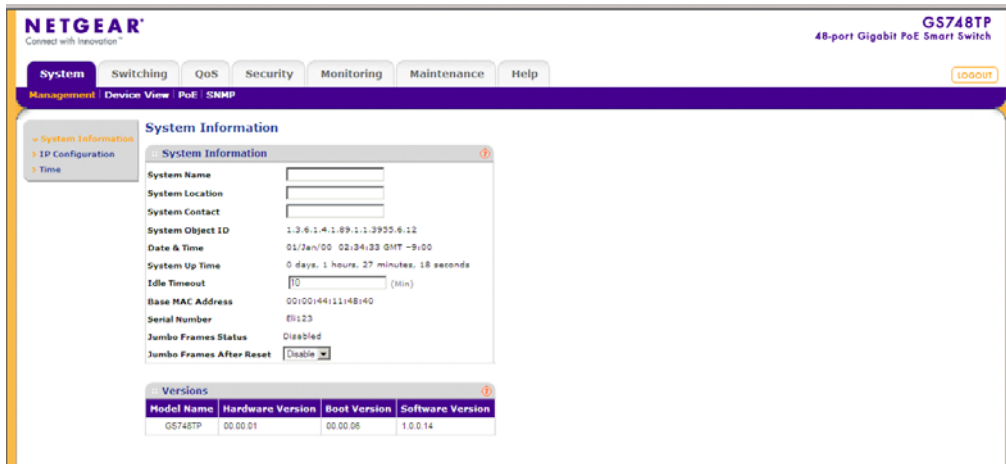 NETGEAR®
Connect with Innovation™
GS748TP
48-port Gigabit PoE Smart Switch
System Switching QoS Security Monitoring Maintenance Help
LOGOUT
Management Device View PoE SNMP
System Information
IP Configuration
Time
System Information
System Information
System Name
System Location
System Contact
System Object ID 1.3.6.1.4.1.89.1.1.3955.6.12
Date & Time 01/Jan/00 02:34:33 GMT -9:00
System Up Time 0 days, 1 hours, 27 minutes, 18 seconds
Idle Timeout 10 (Min)
Base MAC Address 00:00:44:11:48:40
Serial Number Eli123
Jumbo Frames Status Disabled
Jumbo Frames After Reset Disable
Versions
Model Name Hardware Version Boot Version Software Version
GS748TP 00.00.01 00.00.06 1.0.0.14